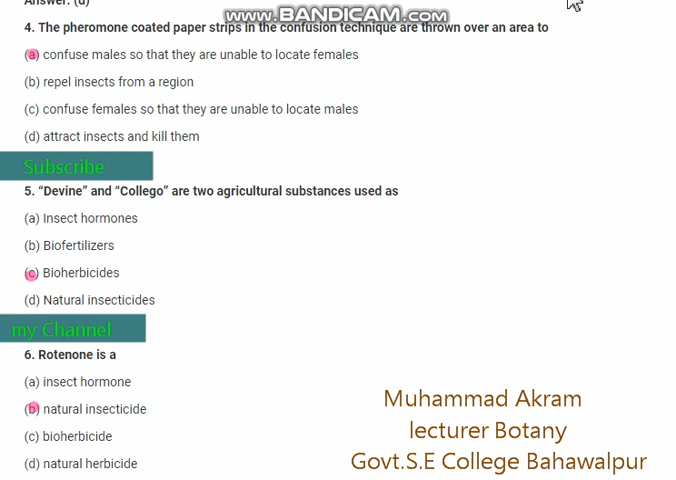 Answer: (d)
www.BANDICAM.com
4. The pheromone coated paper strips in the confusion technique are thrown over an area to
(a) confuse males so that they are unable to locate females
(b) repel insects from a region
(c) confuse females so that they are unable to locate males
(d) attract insects and kill them
Subscribe
5. “Devine” and “Collego” are two agricultural substances used as
(a) Insect hormones
(b) Biofertilizers
(c) Bioherbicides
(d) Natural insecticides
my Channel
6. Rotenone is a
(a) insect hormone
(b) natural insecticide
(c) bioherbicide
(d) natural herbicide
Muhammad Akram
lecturer Botany
Govt.S.E College Bahawalpur